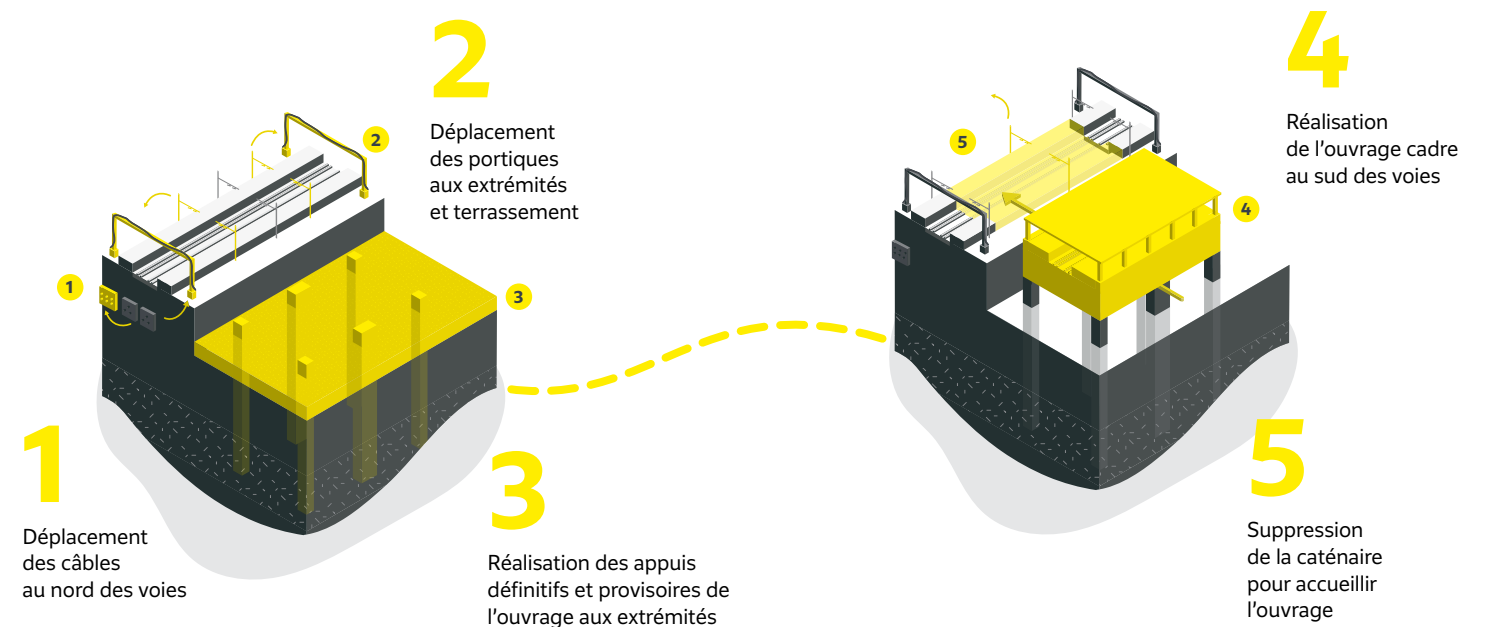 2
Déplacement
des portiques
aux extrémités
et terrassement
4
Réalisation
de l'ouvrage cadre
au sud des voies
2
1
3
5
4
1
Déplacement
des câbles
au nord des voies
3
Réalisation des appuis
définitifs et provisoires de
l'ouvrage aux extrémités
5
Suppression
de la caténaire
pour accueillir
l'ouvrage